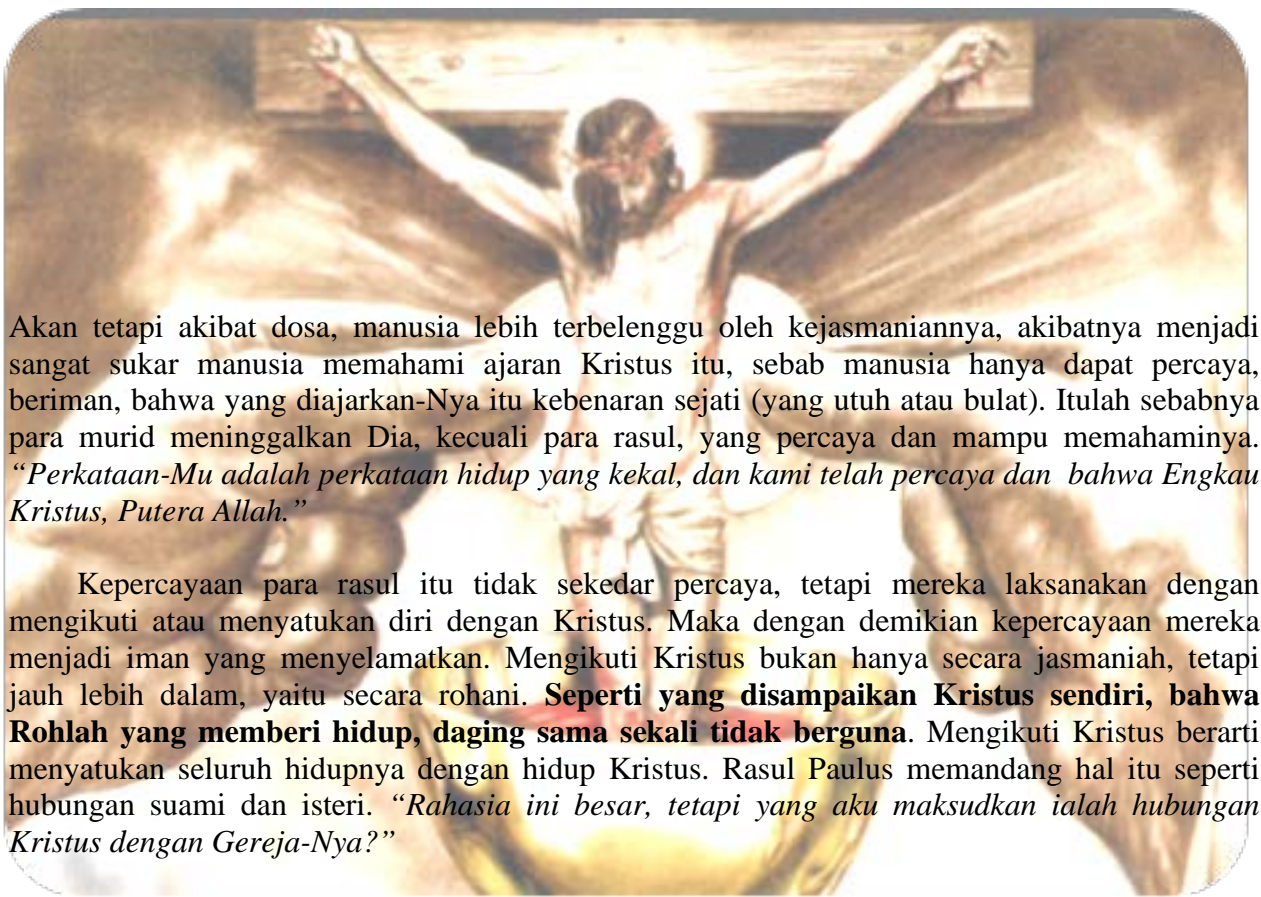 Akan tetapi akibat dosa, manusia lebih terbelenggu oleh kejasmaniannya, akibatnya menjadi
sangat sukar manusia memahami ajaran Kristus itu, sebab manusia hanya dapat percaya,
beriman, bahwa yang diajarkan-Nya itu kebenaran sejati (yang utuh atau bulat). Itulah sebabnya
para murid meninggalkan Dia, kecuali para rasul, yang percaya dan mampu memahaminya.
“Perkataan-Mu adalah perkataan hidup yang kekal, dan kami telah percaya dan bahwa Engkau
Kristus, Putera Allah.”
Kepercayaan para rasul itu tidak sekedar percaya, tetapi mereka laksanakan dengan
mengikuti atau menyatukan diri dengan Kristus. Maka dengan demikian kepercayaan mereka
menjadi iman yang menyelamatkan. Mengikuti Kristus bukan hanya secara jasmaniah, tetapi
jauh lebih dalam, yaitu secara rohani. Seperti yang disampaikan Kristus sendiri, bahwa
Rohlah yang memberi hidup, daging sama sekali tidak berguna. Mengikuti Kristus berarti
menyatukan seluruh hidupnya dengan hidup Kristus. Rasul Paulus memandang hal itu seperti
hubungan suami dan isteri. “Rahasia ini besar, tetapi yang aku maksudkan ialah hubungan
Kristus dengan Gereja-Nya?”